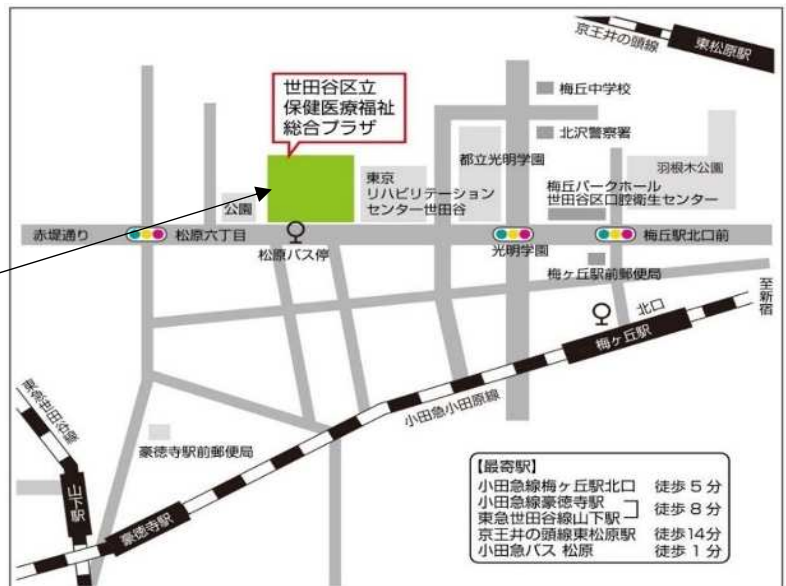 京王井の頭線
東松原駅
世田谷区立
保健医療福祉
総合プラザ
梅丘中学校
北沢警察署
都立光明学園
羽根木公園
東京
リハビリテーション
センター世田谷
梅丘パークホール
世田谷区口腔衛生センター
公園
赤堤通り
松原六丁目
光明学園
梅丘駅北口前
松原バス停
梅ヶ丘駅前郵便局
至新宿
北口
梅ヶ丘駅
小田急小田原線
東急世田谷線
豪徳寺駅前郵便局
山下駅
豪徳寺駅
【最寄駅】
小田急線梅ヶ丘駅北口 徒歩5分
小田急線豪徳寺駅
東急世田谷線山下駅 徒歩8分
京王井の頭線東松原駅 徒歩14分
小田急バス 松原 徒歩1分